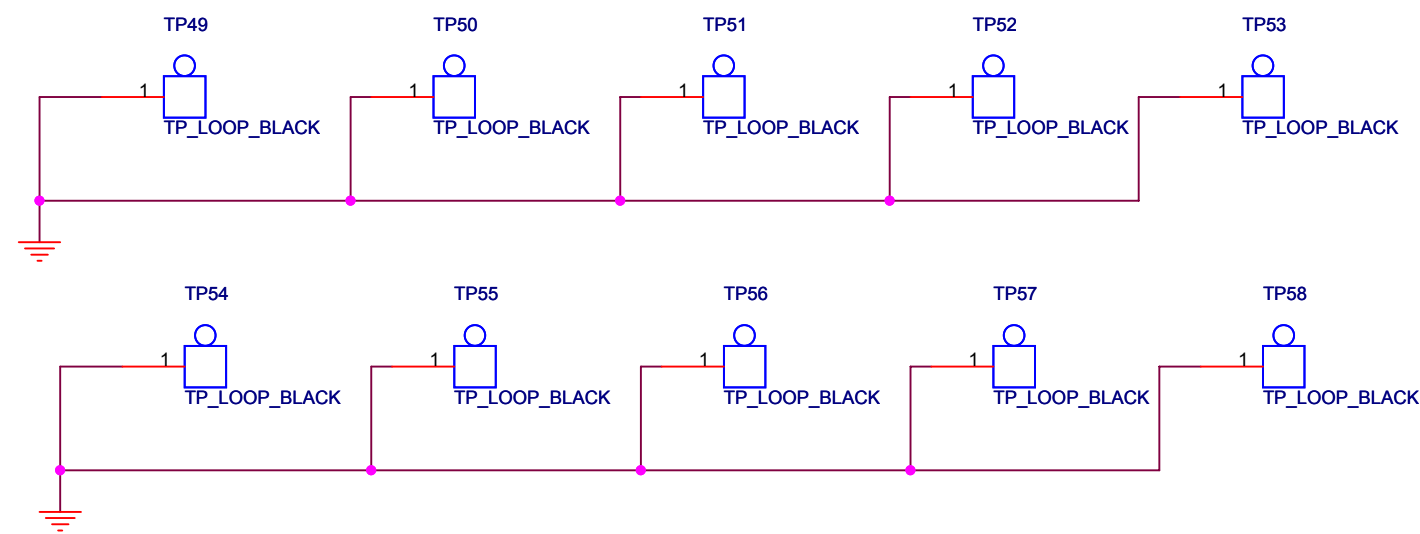 TP49 TP50 TP51 TP52 TP53
1 1 1 1 1
TP_LOOP_BLACK TP_LOOP_BLACK TP_LOOP_BLACK TP_LOOP_BLACK TP_LOOP_BLACK
TP54 TP55 TP56 TP57 TP58
1 1 1 1 1
TP_LOOP_BLACK TP_LOOP_BLACK TP_LOOP_BLACK TP_LOOP_BLACK TP_LOOP_BLACK